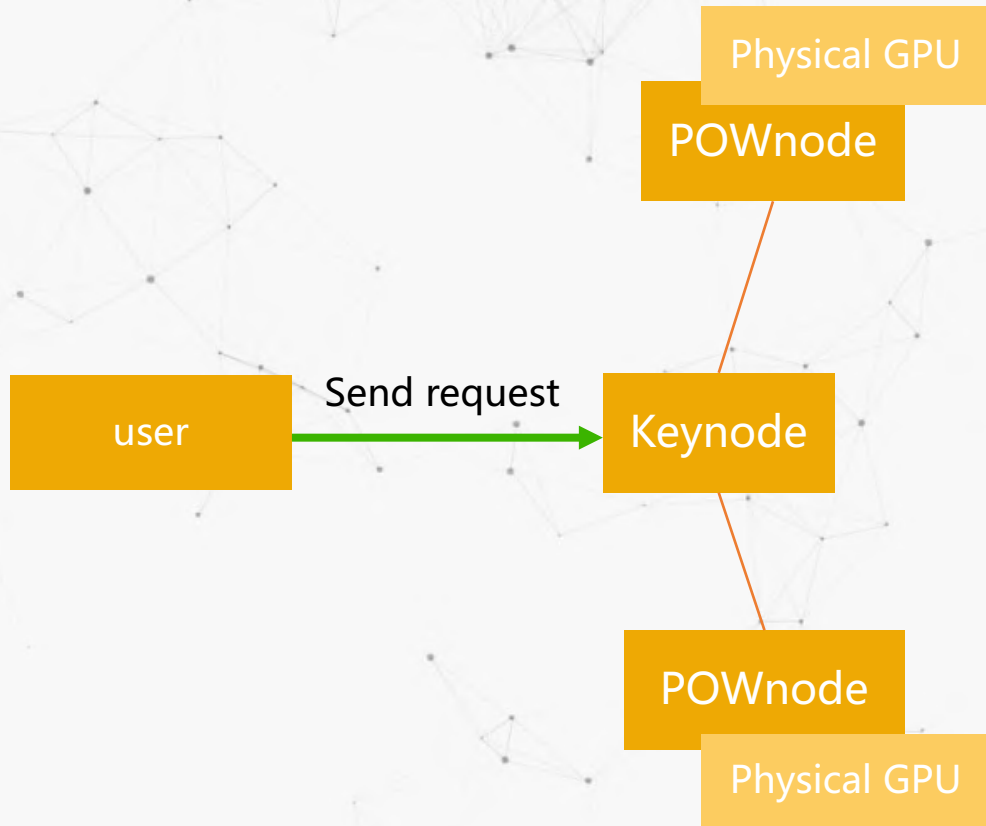 Physical GPU
POWnode
Send request
user
Keynode
POWnode
Physical GPU